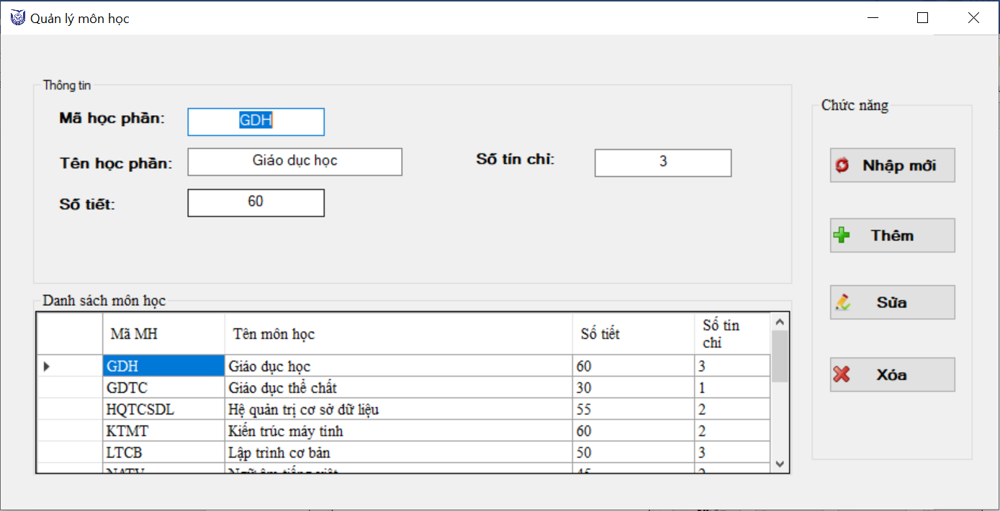 Quản lý môn học
Thông tin
Mã học phần: GDH
Tên học phần: Giáo dục học Số tín chỉ: 3
Số tiết: 60
Chức năng
Nhập mới
Thêm
Sửa
Xóa
Danh sách môn học
Mã MH Tên môn học Số tiết Số tín chỉ
GDH Giáo dục học 60 3
GDTC Giáo dục thể chất 30 1
HQTCSDL Hệ quản trị cơ sở dữ liệu 55 2
KTMT Kiến trúc máy tính 60 2
LTCB Lập trình cơ bản 50 3